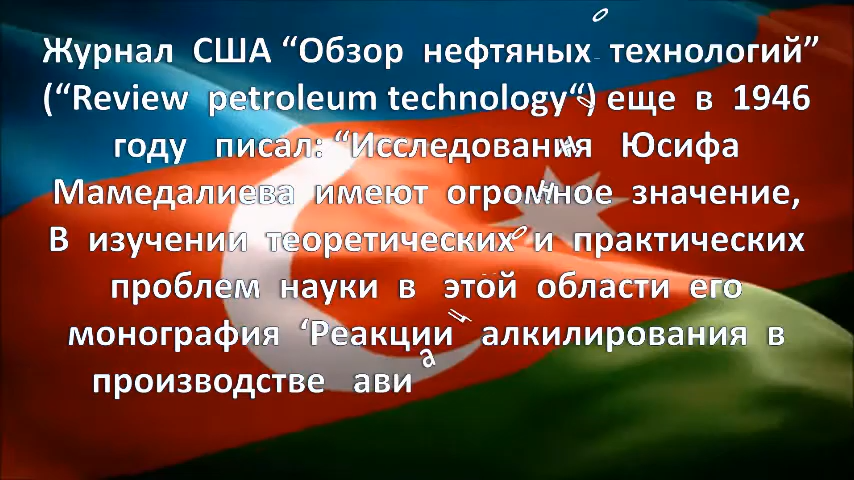 Журнал США “Обзор нефтяных технологий”
(“Review petroleum technology“) еще в 1946
году писал: “Исследования Юсифа
Мамедалиева имеют огромное значение,
В изучении теоретических и практических
проблем науки в этой области его
монография ‘Реакции алкилирования в
производстве ави